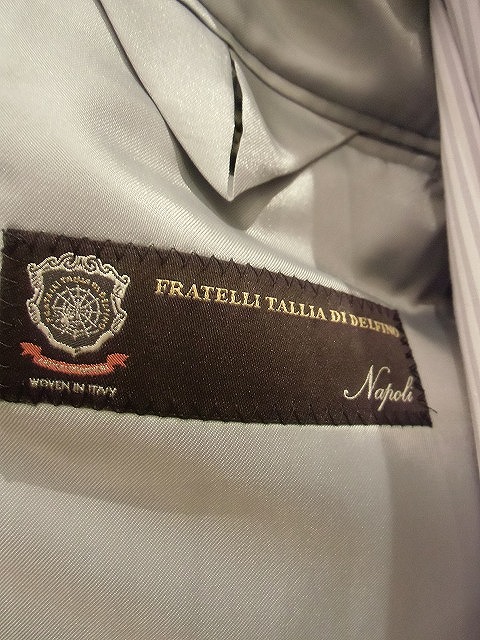 FRATELLI TALLIA DI DELFINO
Napoli
WOVEN IN ITALY